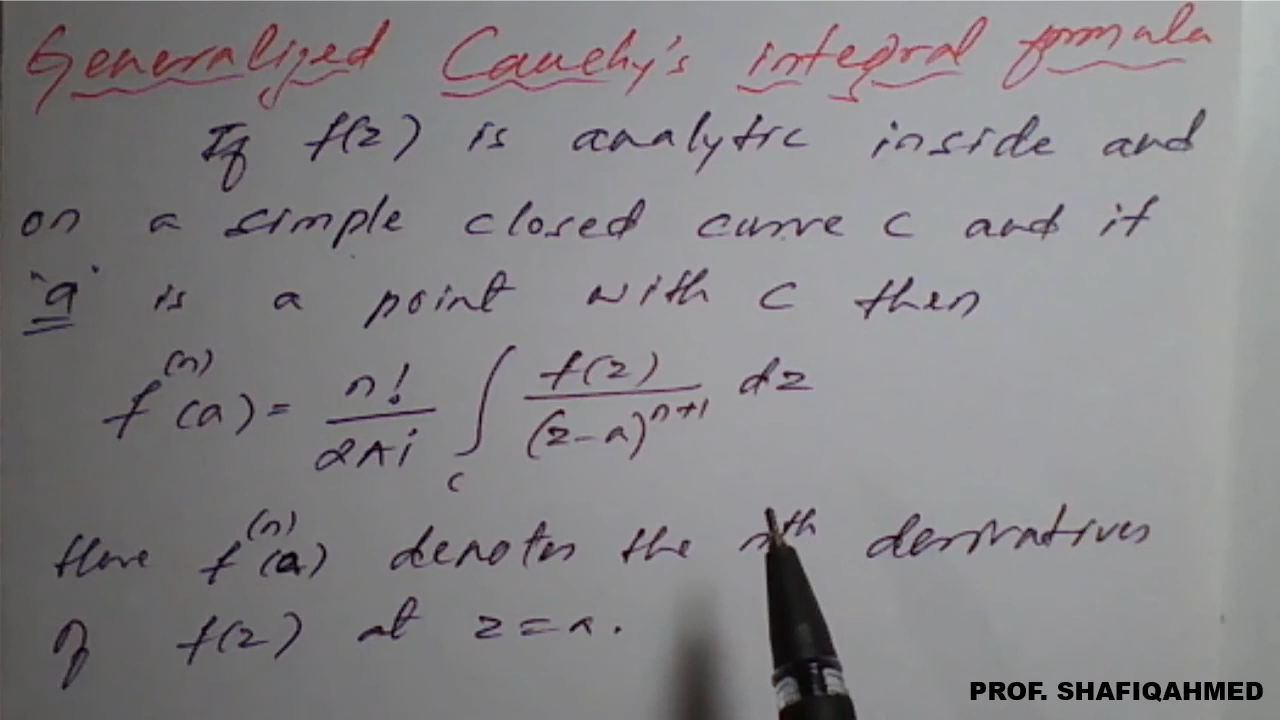 Generalized Cauchy's integral formula
If f(z) is analytic inside and
on a simple closed curve C and if
"a" is a point with C then
f^(n)(a) = n!/2πi ∫_C f(z)/(z-a)^(n+1) dz
Here f^(n)(a) denotes the nth derivatives
of f(z) at z=a.
PROF. SHAFIQAHMED